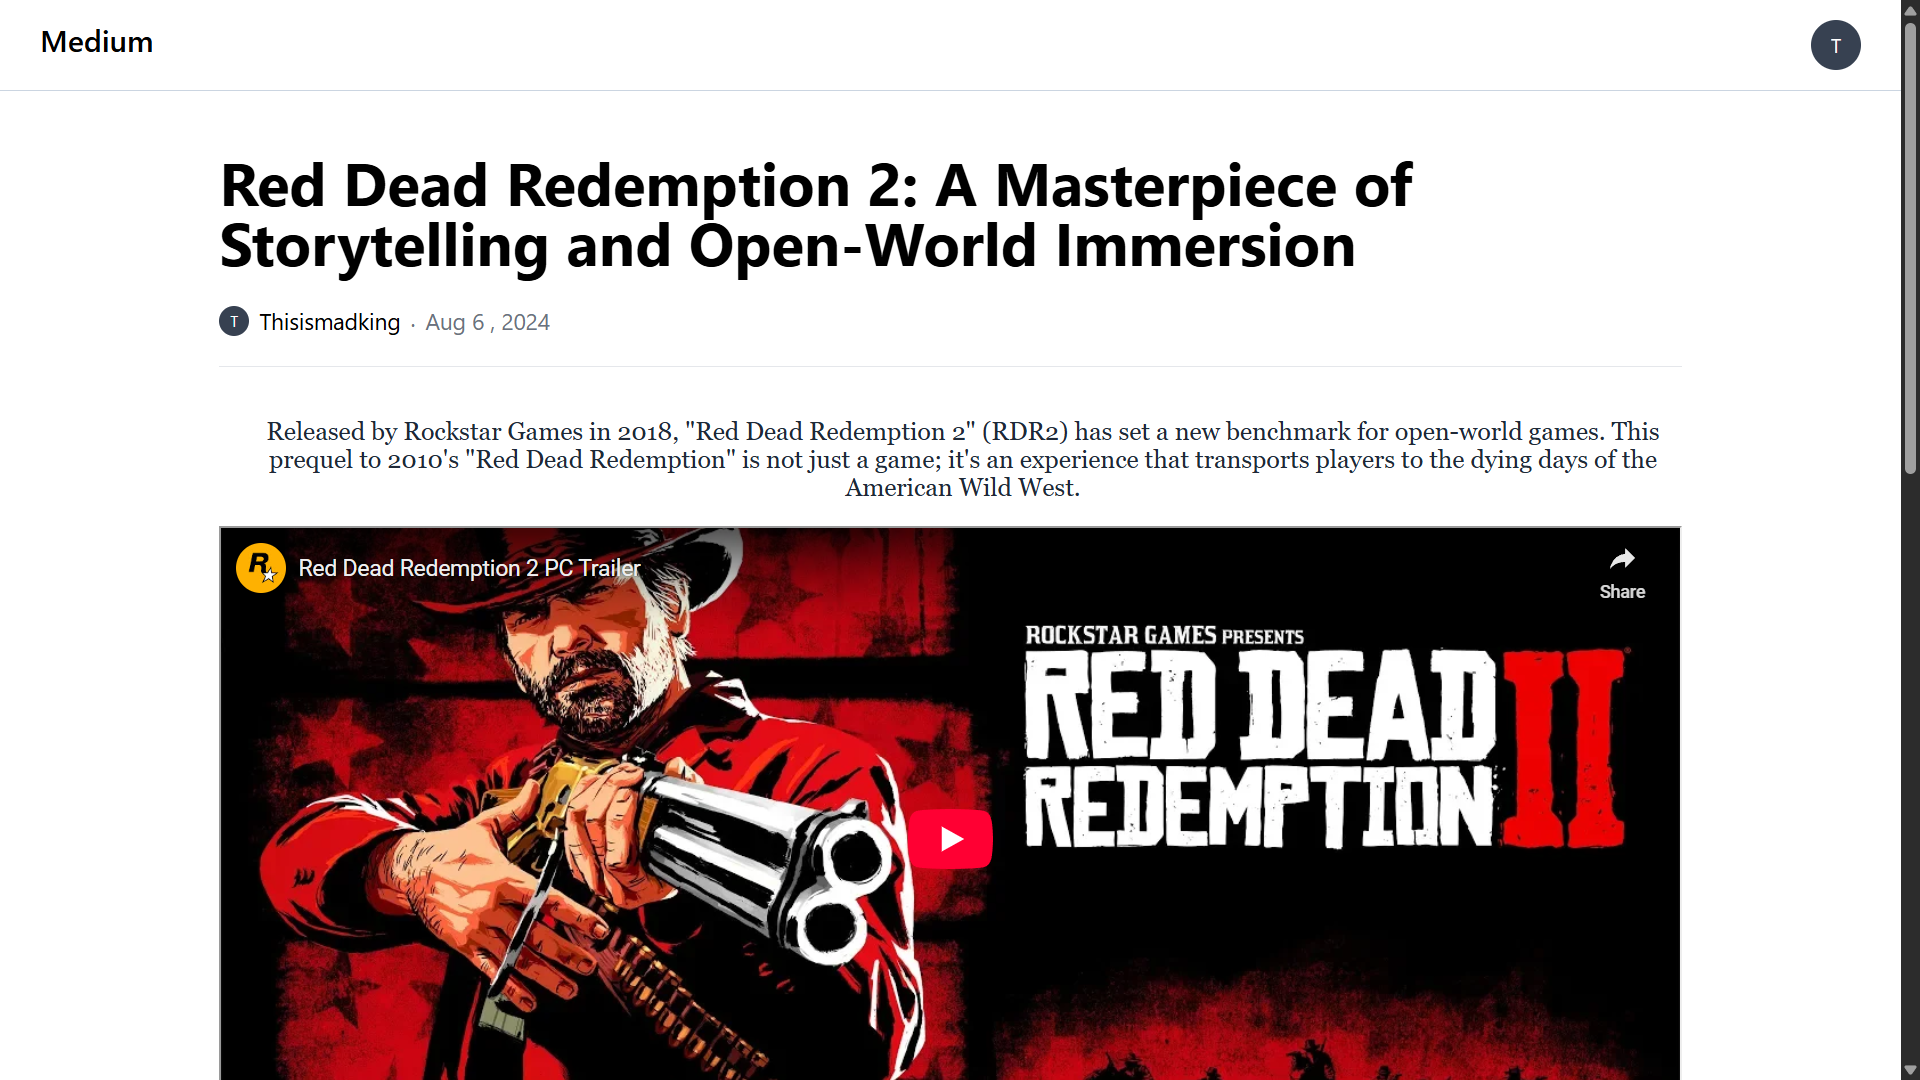 Medium
T
Red Dead Redemption 2: A Masterpiece of
Storytelling and Open-World Immersion
T Thisismadking · Aug 6 , 2024
Released by Rockstar Games in 2018, "Red Dead Redemption 2" (RDR2) has set a new benchmark for open-world games. This
prequel to 2010's "Red Dead Redemption" is not just a game; it's an experience that transports players to the dying days of the
American Wild West.
R
Red Dead Redemption 2 PC Trailer
Share
ROCKSTAR GAMES PRESENTS
RED DEAD
REDEMPTION II